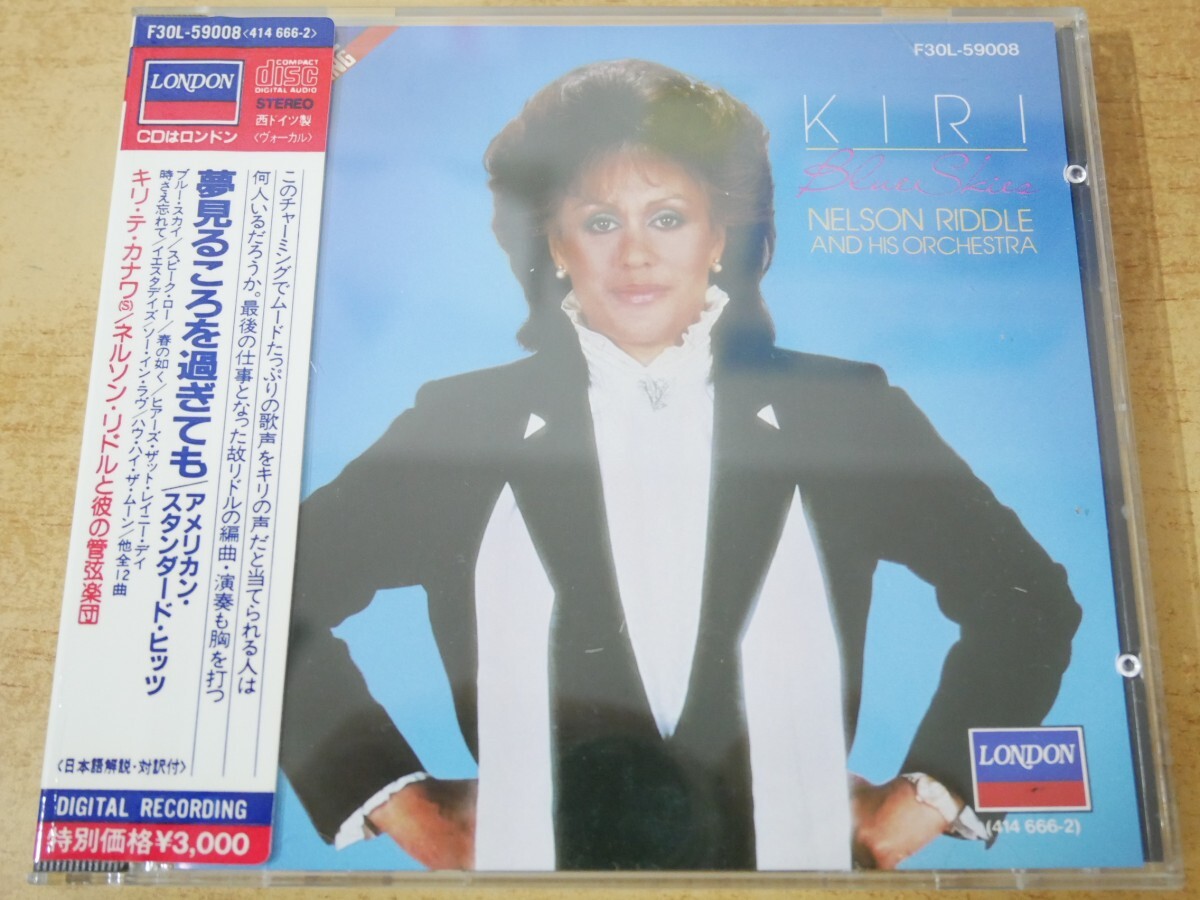 F30L-59008〈414 666-2〉
LONDON
COMPACT
disc
DIGITAL AUDIO
STEREO
西ドイツ製
〈ヴォーカル〉
CDはロンドン
このチャーミングでムードたっぷりの歌声をキリの声だと当てられる人は
何人いるだろうか。最後の仕事となった故リドルの編曲・演奏も胸を打つ
夢見るころを過ぎても/アメリカン・
スタンダード・ヒッツ
ブルー・スカイ/スピーク・ロー/春の如く/ヒアーズ・ザット・レイニー・デイ
時さえ忘れて/イエスタデイズ/ソー・イン・ラヴ/ハウ・ハイ・ザ・ムーン/他全12曲
キリ・テ・カナワ(S)/ネルソン・リドルと彼の管弦楽団
〈日本語解説・対訳付〉
DIGITAL RECORDING
特別価格¥3,000
NG
F30L-59008
KIRI
Blue Skies
NELSON RIDDLE
AND HIS ORCHESTRA
LONDON
(414 666-2)